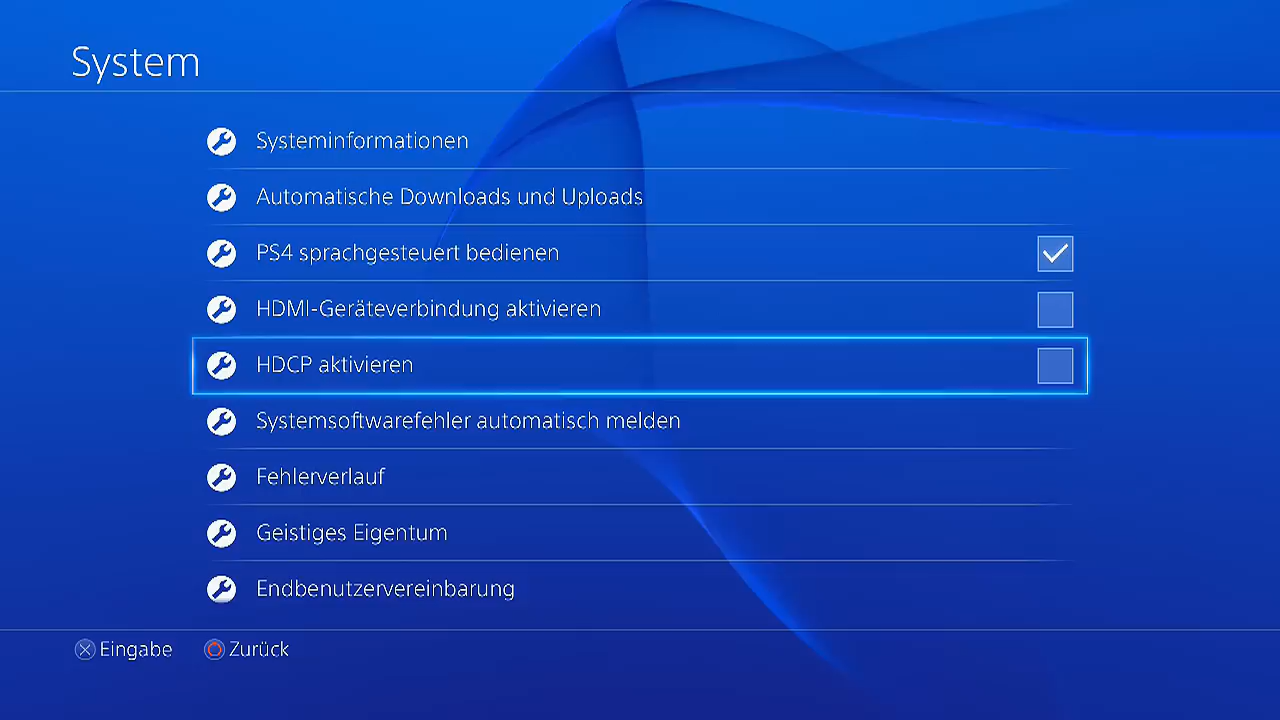 System
Systeminformationen
Automatische Downloads und Uploads
PS4 sprachgesteuert bedienen
HDMI-Geräteverbindung aktivieren
HDCP aktivieren
Systemsoftwarefehler automatisch melden
Fehlerverlauf
Geistiges Eigentum
Endbenutzervereinbarung
Eingabe Zurück